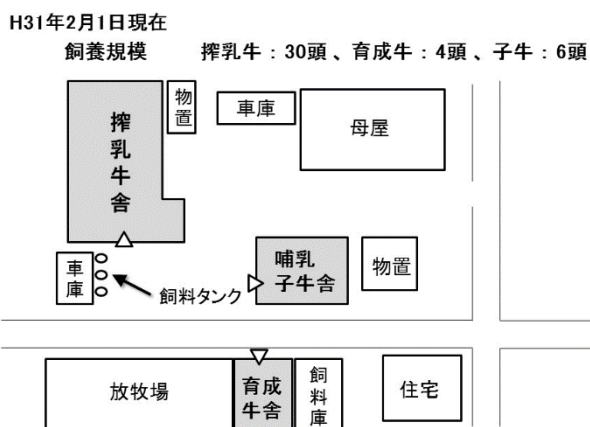 H31年2月1日現在
飼養規模 搾乳牛：30頭、育成牛：4頭、子牛：6頭
搾乳牛舎
物置
車庫
母屋
車庫
飼料タンク
哺乳
子牛舎
物置
放牧場
育成
牛舎
飼料庫
住宅